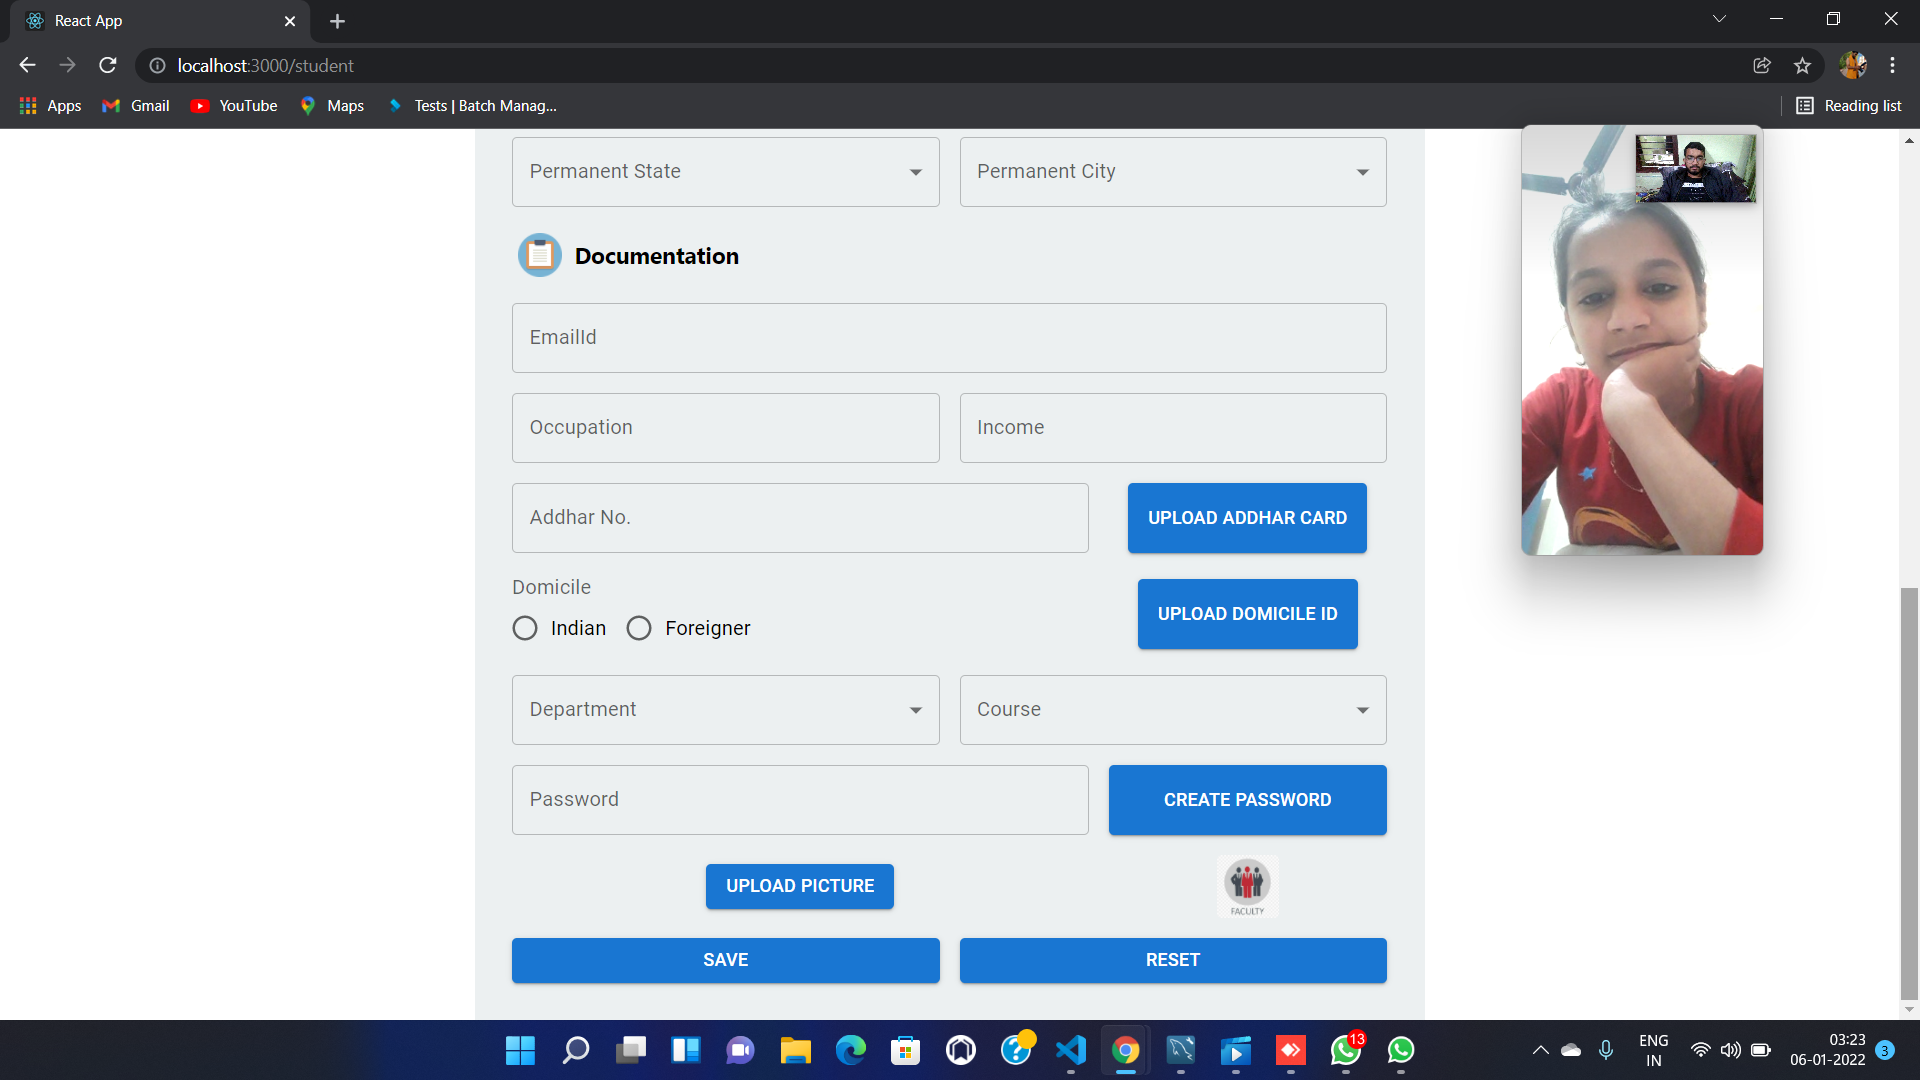 React App
localhost:3000/student
Apps Gmail YouTube Maps Tests | Batch Manag... Reading list
Permanent State Permanent City
Documentation
EmailId
Occupation Income
Addhar No. UPLOAD ADDHAR CARD
Domicile
Indian Foreigner UPLOAD DOMICILE ID
Department Course
Password CREATE PASSWORD
UPLOAD PICTURE FACULTY
SAVE RESET
13
ENG
IN
03:23
06-01-2022
3